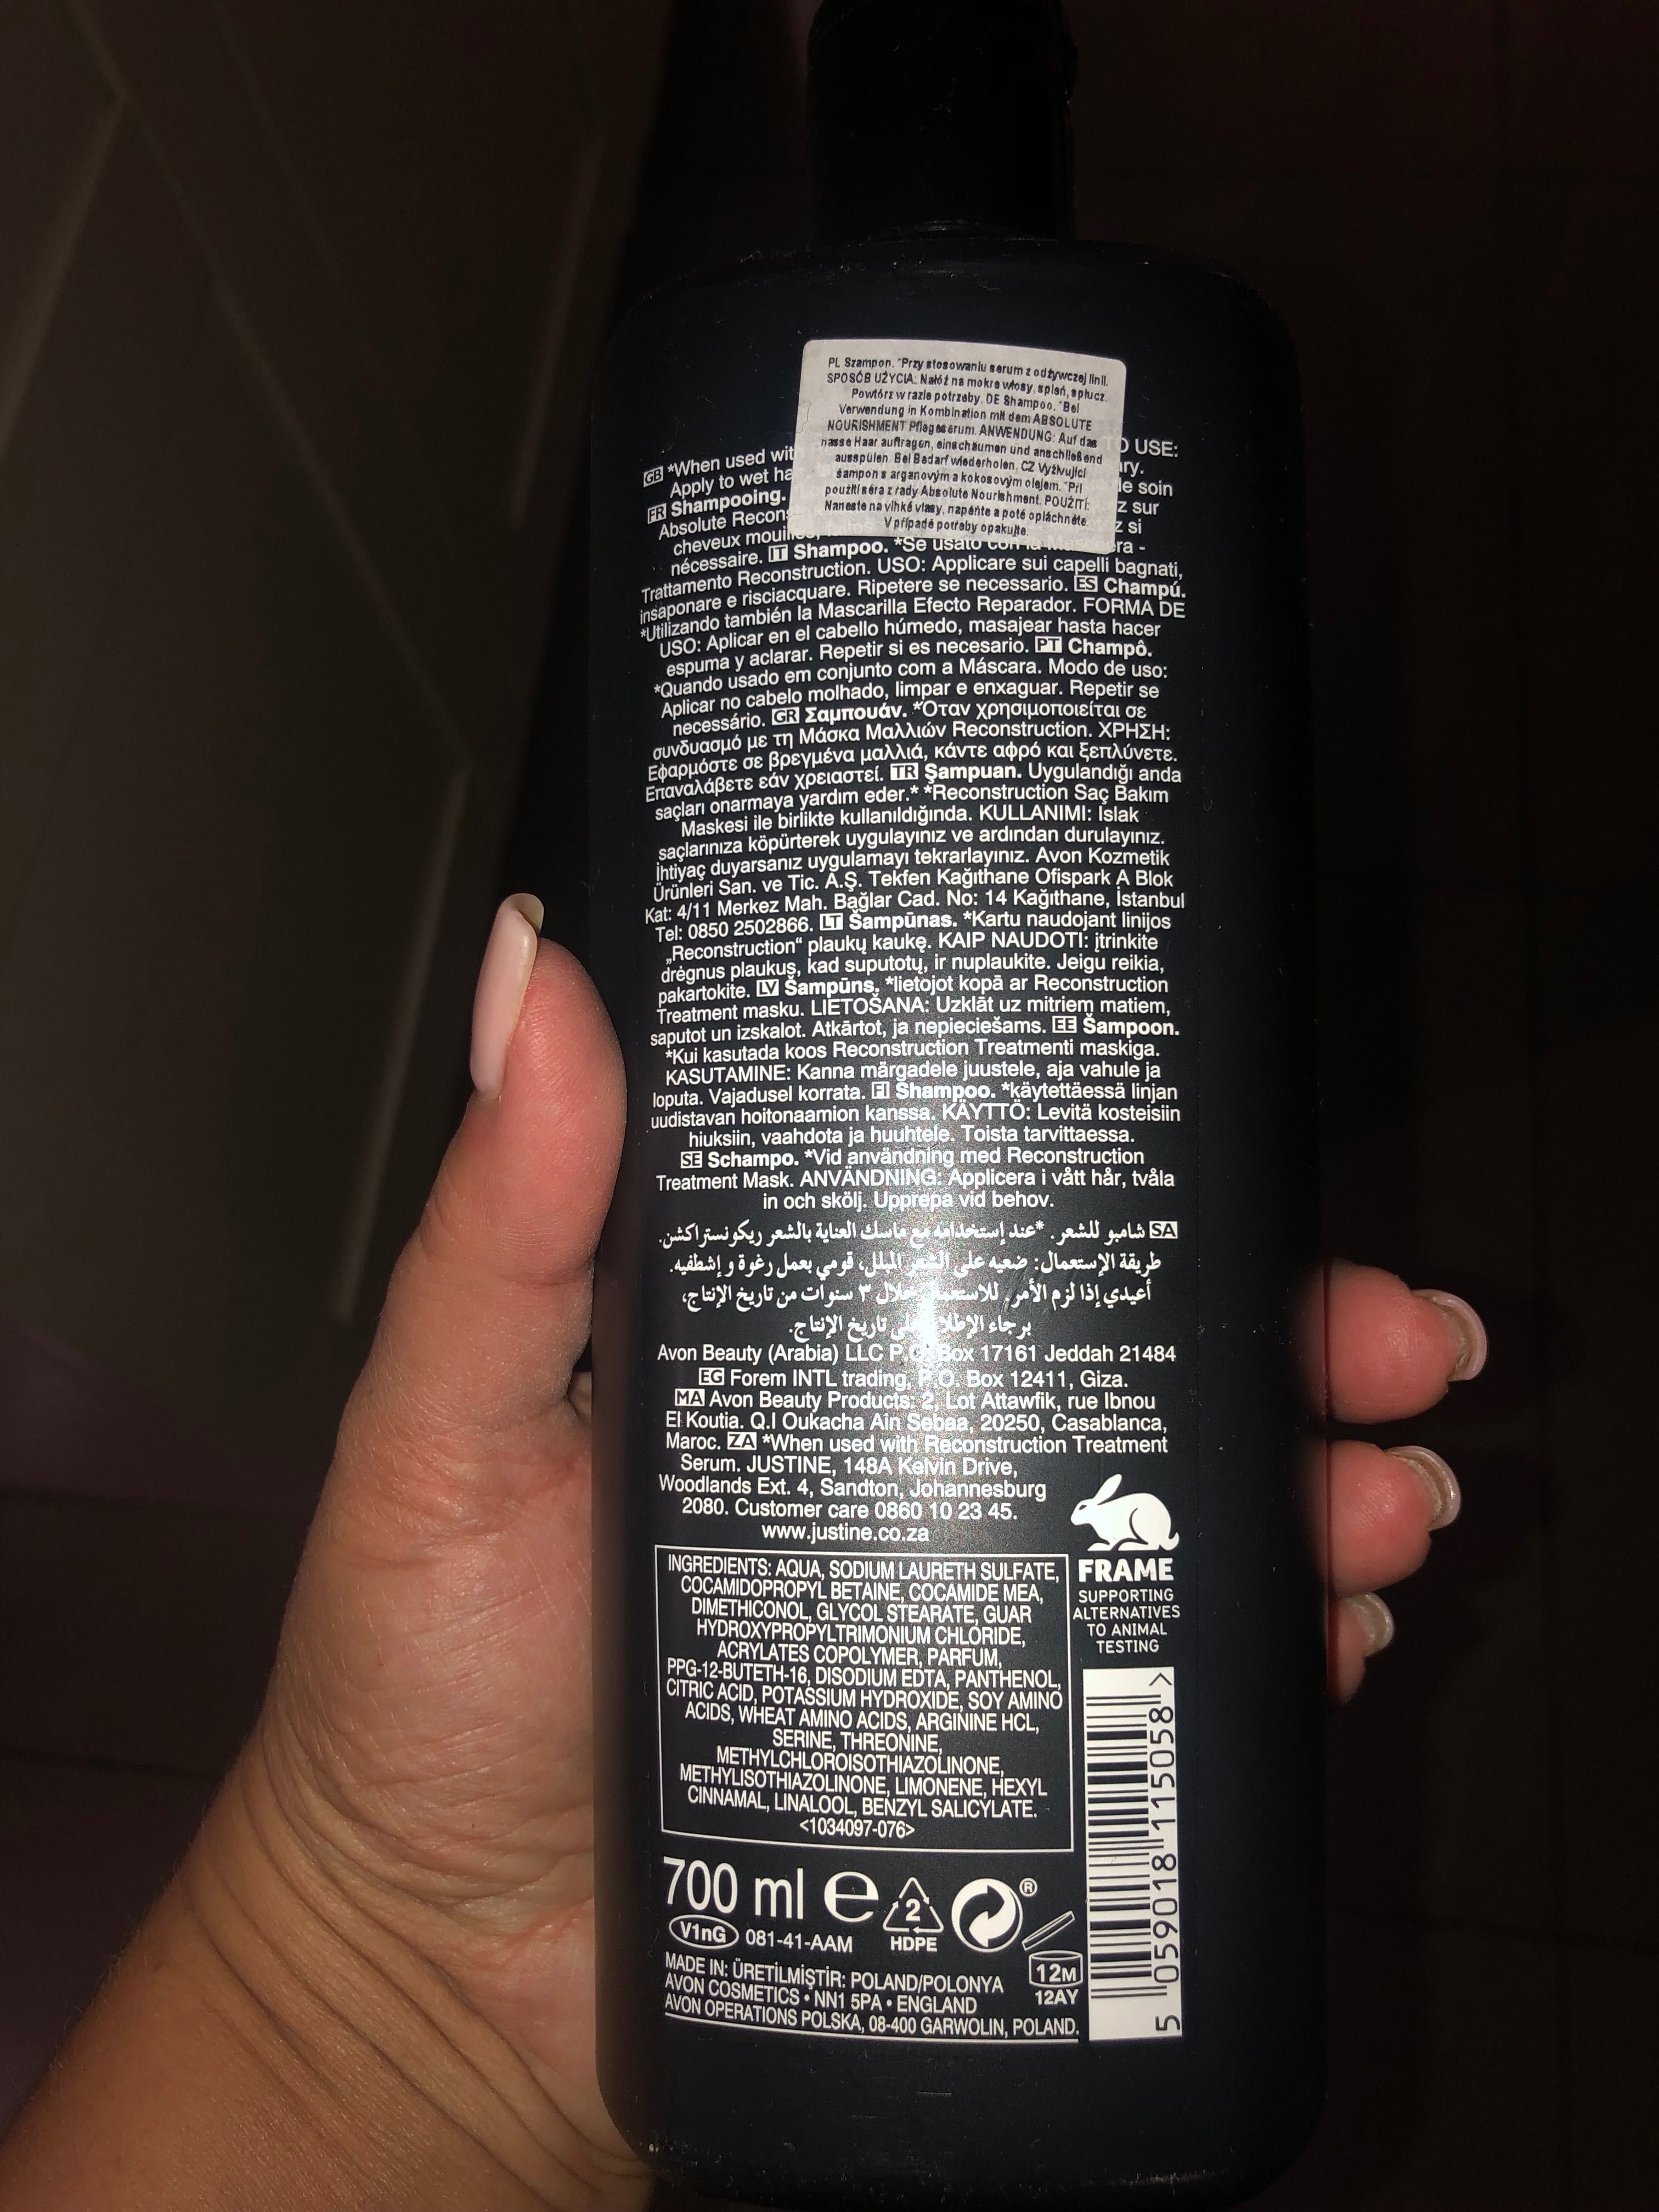 PL Szampon. *Przy stosowaniu serum z odżywczej linii.
SPOSÓB UŻYCIA: Nałóż na mokre włosy, spień, spłucz.
Powtórz w razie potrzeby. DE Shampoo. *Bei
Verwendung in Kombination mit dem ABSOLUTE
NOURISHMENT Pflegeserum. ANWENDUNG: Auf das
nasse Haar auftragen, einschäumen und anschließend
ausspülen. Bei Bedarf wiederholen. CZ Vyživující
šampon s arganovým a kokosovým olejem. *Při
použití séra z rady Absolute Nourishment. POUŽITÍ:
Naneste na vlhké vlasy, napěňte a poté opláchněte.
V případě potřeby opakujte.
GB *When used wit TO USE:
Apply to wet ha ry.
FR Shampooing. le soin
Absolute Recons z sur
cheveux mouillés, z si
nécessaire. IT Shampoo. *Se usato con la era -
Trattamento Reconstruction. USO: Applicare sui capelli bagnati,
insaponare e risciacquare. Ripetere se necessario. ES Champú.
*Utilizando también la Mascarilla Efecto Reparador. FORMA DE
USO: Aplicar en el cabello húmedo, masajear hasta hacer
espuma y aclarar. Repetir si es necesario. PT Champô.
*Quando usado em conjunto com a Máscara. Modo de uso:
Aplicar no cabelo molhado, limpar e enxaguar. Repetir se
necessário. GR Σαμπουάν. *Όταν χρησιμοποιείται σε
συνδυασμό με τη Μάσκα Μαλλιών Reconstruction. ΧΡΗΣΗ:
Εφαρμόστε σε βρεγμένα μαλλιά, κάντε αφρό και ξεπλύνετε.
Επαναλάβετε εάν χρειαστεί. TR Şampuan. Uygulandığı anda
saçları onarmaya yardım eder.* *Reconstruction Saç Bakım
Maskesi ile birlikte kullanıldığında. KULLANIMI: Islak
saçlarınıza köpürterek uygulayınız ve ardından durulayınız.
İhtiyaç duyarsanız uygulamayı tekrarlayınız. Avon Kozmetik
Ürünleri San. ve Tic. A.Ş. Tekfen Kağıthane Ofispark A Blok
Kat: 4/11 Merkez Mah. Bağlar Cad. No: 14 Kağıthane, İstanbul
Tel: 0850 2502866. LT Šampūnas. *Kartu naudojant linijos
„Reconstruction“ plaukų kaukę. KAIP NAUDOTI: įtrinkite
drėgnus plaukus, kad suputotų, ir nuplaukite. Jeigu reikia,
pakartokite. LV Šampūns. *lietojot kopā ar Reconstruction
Treatment masku. LIETOŠANA: Uzklāt uz mitriem matiem,
saputot un izskalot. Atkārtot, ja nepieciešams. EE Šampoon.
*Kui kasutada koos Reconstruction Treatmenti maskiga.
KASUTAMINE: Kanna märgadele juustele, aja vahule ja
loputa. Vajadusel korrata. FI Shampoo. *käytettäessä linjan
uudistavan hoitonaamion kanssa. KÄYTTÖ: Levitä kosteisiin
hiuksiin, vaahdota ja huuhtele. Toista tarvittaessa.
SE Schampo. *Vid användning med Reconstruction
Treatment Mask. ANVÄNDNING: Applicera i vått hår, tvåla
in och skölj. Upprepa vid behov.
SA شامبو للشعر. *عند إستخدامه مع ماسك العناية بالشعر ريكونستراكشن.
طريقة الإستعمال: ضعيه على الشعر المبلل، قومي بعمل رغوة و إشطفيه.
أعيدي إذا لزم الأمر. للاستعمال خلال ٣ سنوات من تاريخ الإنتاج،
برجاء الإطلاع على تاريخ الإنتاج.
Avon Beauty (Arabia) LLC P.O. Box 17161 Jeddah 21484
EG Forem INTL trading, P.O. Box 12411, Giza.
MA Avon Beauty Products: 2, Lot Attawfik, rue Ibnou
El Koutia. Q.I Oukacha Ain Sebaa, 20250, Casablanca,
Maroc. ZA *When used with Reconstruction Treatment
Serum. JUSTINE, 148A Kelvin Drive,
Woodlands Ext. 4, Sandton, Johannesburg
2080. Customer care 0860 10 23 45.
www.justine.co.za
FRAME
SUPPORTING
ALTERNATIVES
TO ANIMAL
TESTING
INGREDIENTS: AQUA, SODIUM LAURETH SULFATE,
COCAMIDOPROPYL BETAINE, COCAMIDE MEA,
DIMETHICONOL, GLYCOL STEARATE, GUAR
HYDROXYPROPYLTRIMONIUM CHLORIDE,
ACRYLATES COPOLYMER, PARFUM,
PPG-12-BUTETH-16, DISODIUM EDTA, PANTHENOL,
CITRIC ACID, POTASSIUM HYDROXIDE, SOY AMINO
ACIDS, WHEAT AMINO ACIDS, ARGININE HCL,
SERINE, THREONINE,
METHYLCHLOROISOTHIAZOLINONE,
METHYLISOTHIAZOLINONE, LIMONENE, HEXYL
CINNAMAL, LINALOOL, BENZYL SALICYLATE.
<1034097-076>
700 ml e 2 ®
HDPE
V1nG 081-41-AAM
12M
12AY
MADE IN: ÜRETİLMİŞTİR: POLAND/POLONYA
AVON COSMETICS • NN1 5PA • ENGLAND
AVON OPERATIONS POLSKA, 08-400 GARWOLIN, POLAND.
5 059018 115058 >